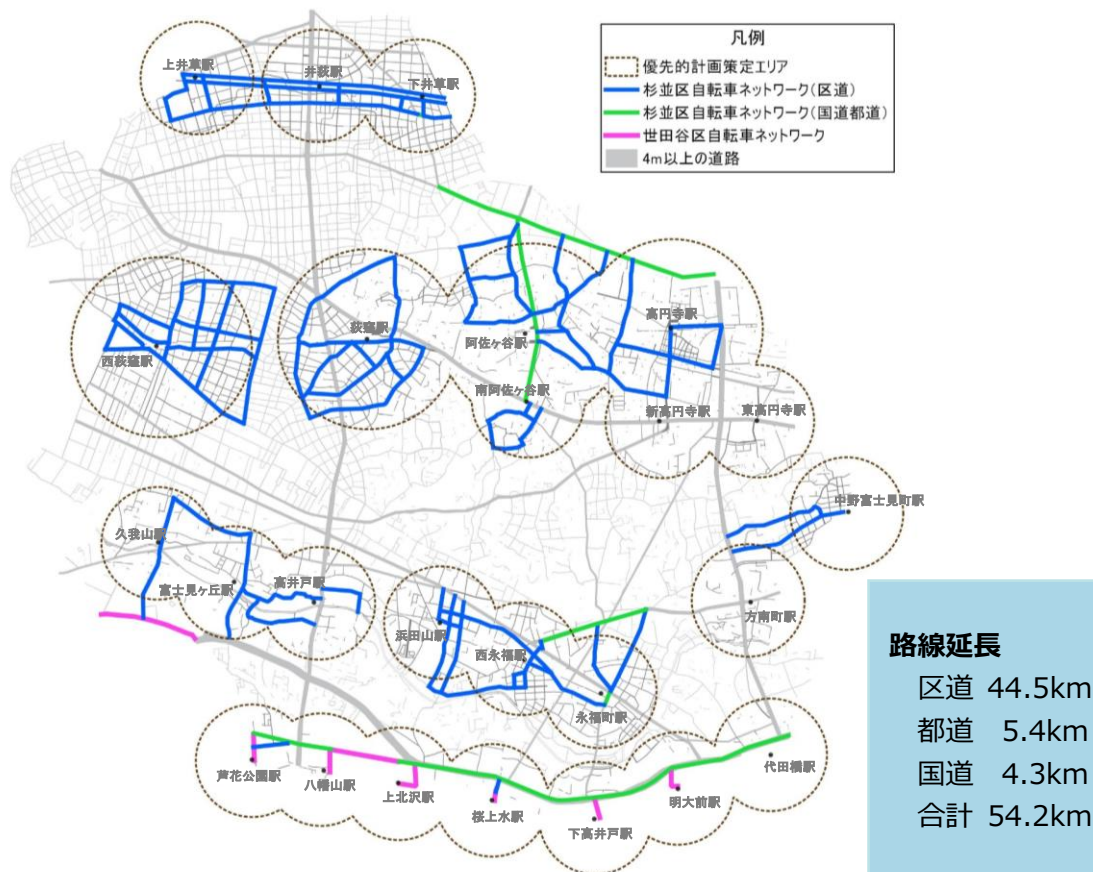 凡例
優先的計画策定エリア
杉並区自転車ネットワーク(区道)
杉並区自転車ネットワーク(国道都道)
世田谷区自転車ネットワーク
4m以上の道路
上井草駅
井荻駅
下井草駅
高円寺駅
荻窪駅
阿佐ヶ谷駅
西荻窪駅
南阿佐ヶ谷駅
新高円寺駅
東高円寺駅
中野富士見町駅
久我山駅
富士見ヶ丘駅
高井戸駅
方南町駅
浜田山駅
西永福駅
永福町駅
代田橋駅
芦花公園駅
八幡山駅
上北沢駅
桜上水駅
下高井戸駅
明大前駅
路線延長
区道 44.5km
都道 5.4km
国道 4.3km
合計 54.2km